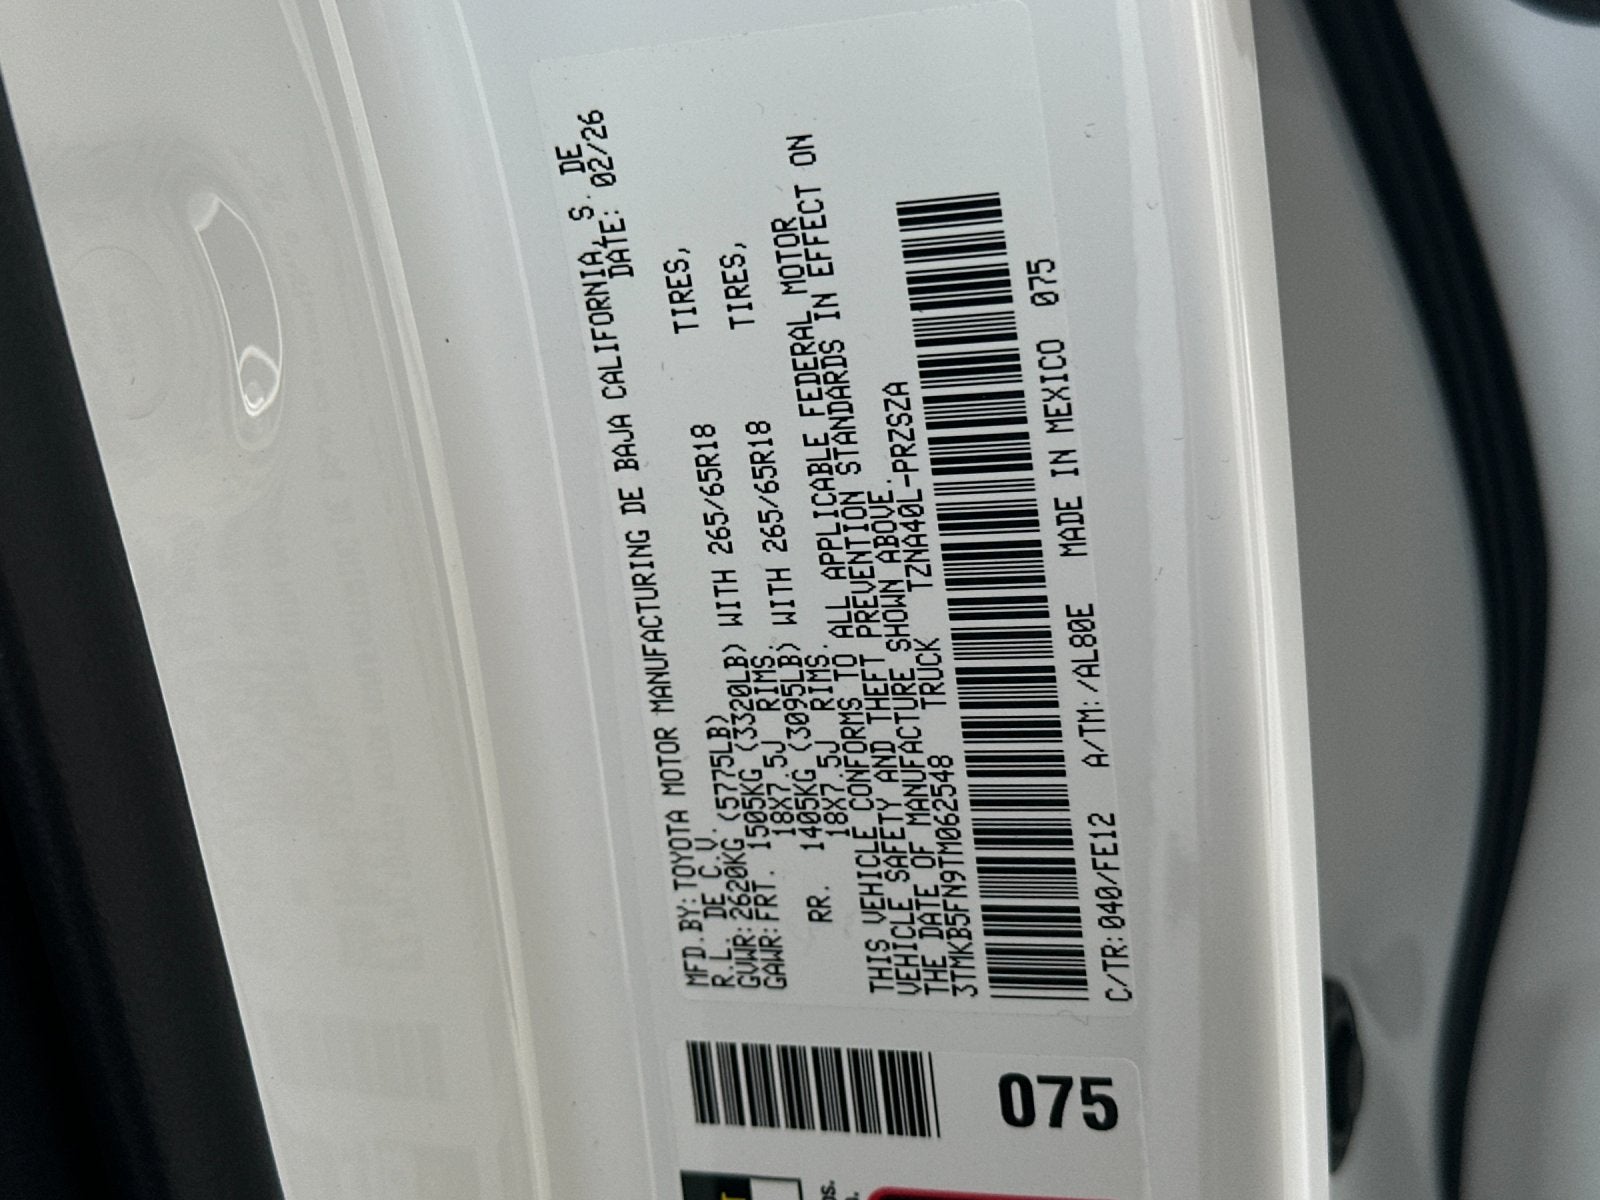 MFD.BY:TOYOTA MOTOR MANUFACTURING DE BAJA CALIFORNIA, S. DE
R.L. DE C.V. DATE: 02/26
GVWR:2620KG (5775LB)
GAWR:FRT. 1505KG (3320LB) WITH 265/65R18 TIRES,
18X7.5J RIMS,
RR. 1405KG (3095LB) WITH 265/65R18 TIRES,
18X7.5J RIMS.
THIS VEHICLE CONFORMS TO ALL APPLICABLE FEDERAL MOTOR
VEHICLE SAFETY AND THEFT PREVENTION STANDARDS IN EFFECT ON
THE DATE OF MANUFACTURE SHOWN ABOVE.
3TMKB5FN9TM062548 TRUCK TZNA40L-PRZSZA
C/TR:040/FE12 A/TM:/AL80E MADE IN MEXICO 075
075